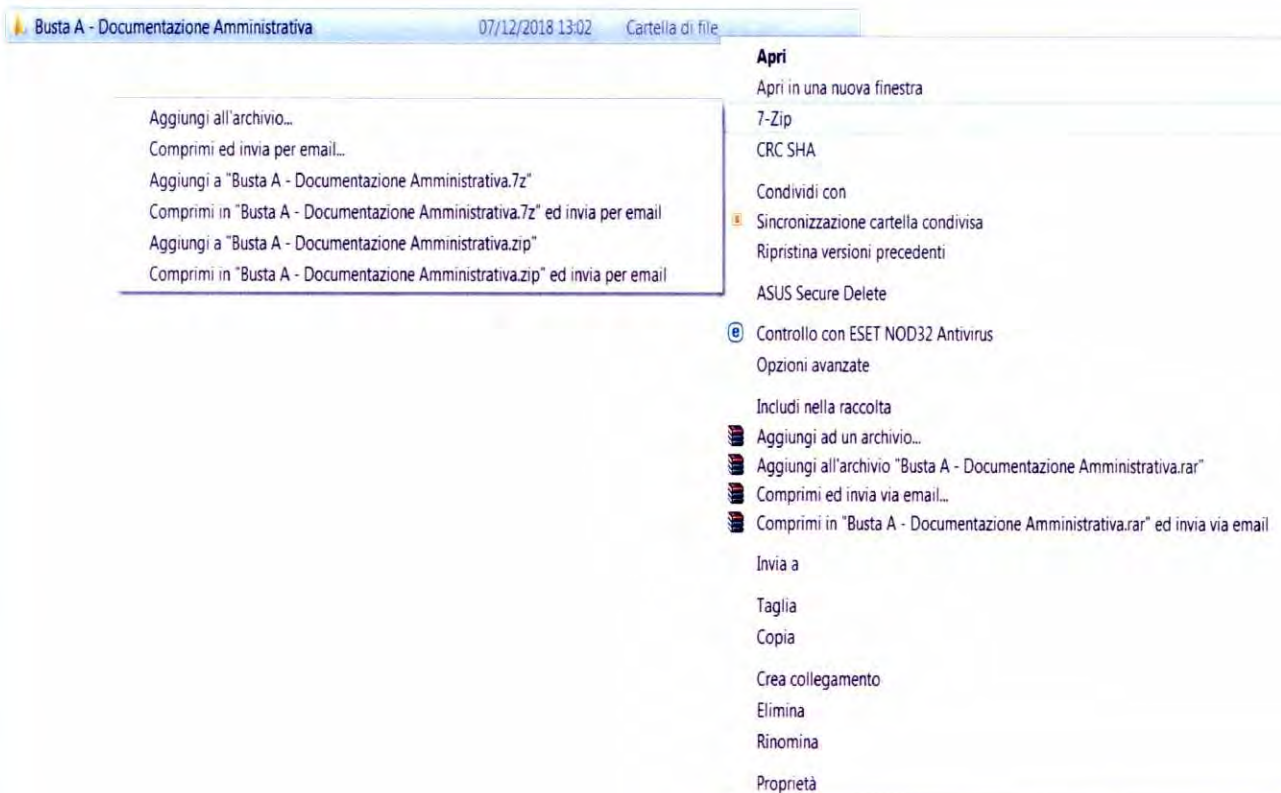 Busta A - Documentazione Amministrativa 07/12/2018 13:02 Cartella di file
Apri
Apri in una nuova finestra
7-Zip
CRC SHA
Condividi con
Sincronizzazione cartella condivisa
Ripristina versioni precedenti
ASUS Secure Delete
Controllo con ESET NOD32 Antivirus
Opzioni avanzate
Includi nella raccolta
Aggiungi ad un archivio...
Aggiungi all'archivio "Busta A - Documentazione Amministrativa.rar"
Comprimi ed invia via email...
Comprimi in "Busta A - Documentazione Amministrativa.rar" ed invia via email
Invia a
Taglia
Copia
Crea collegamento
Elimina
Rinomina
Proprietà
Aggiungi all'archivio...
Comprimi ed invia per email...
Aggiungi a "Busta A - Documentazione Amministrativa.7z"
Comprimi in "Busta A - Documentazione Amministrativa.7z" ed invia per email
Aggiungi a "Busta A - Documentazione Amministrativa.zip"
Comprimi in "Busta A - Documentazione Amministrativa.zip" ed invia per email